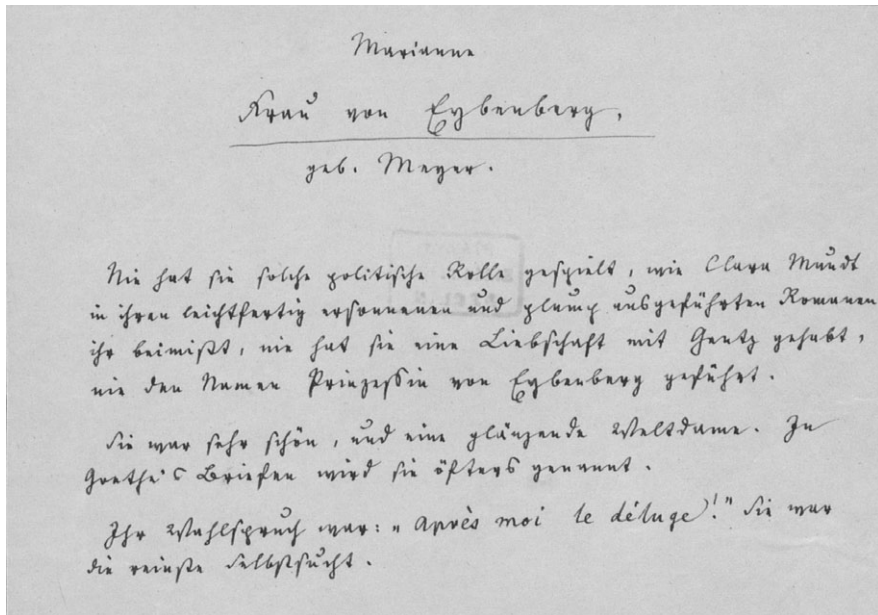 Marianne
Frau von Eybenberg,
geb. Meyer.
Nie hat sie solche politische Rolle gespielt, wie Clara Mundt
in ihren leichtfertig ersonnenen und plump ausgeführten Romanen
ihr beimißt, nie hat sie eine Liebschaft mit Gentz gehabt,
nie den Namen Prinzessin von Eybenberg geführt.
Sie war sehr schön, und eine glänzende Weltdame. In
Goethe's Briefen wird sie öfters genannt.
Ihr Wahlspruch war: „Après moi le déluge!" Sie war
die reinste Selbstsucht.